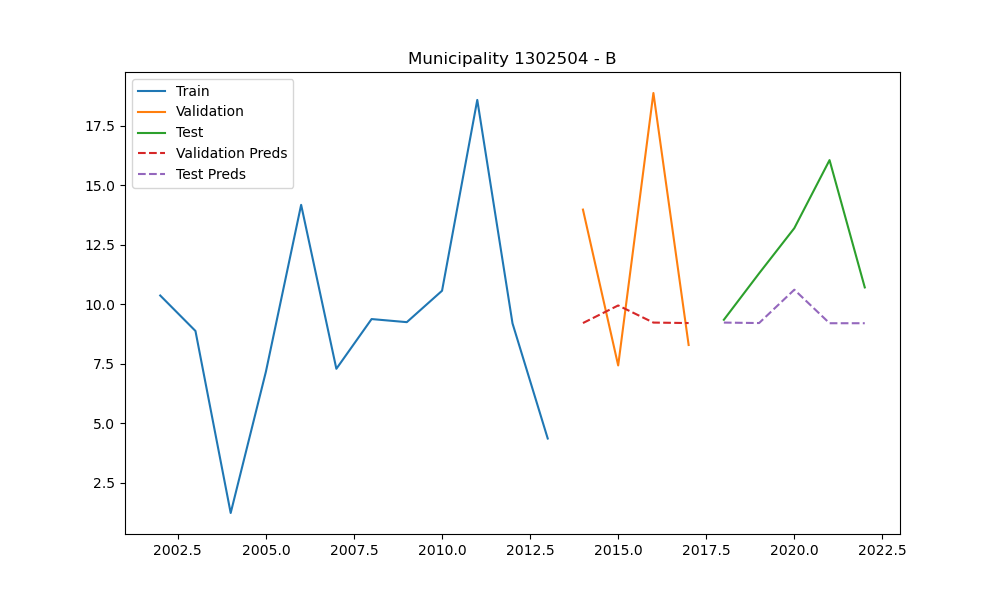 Municipality 1302504 - B
Train
Validation
Test
Validation Preds
Test Preds
17.5
15.0
12.5
10.0
7.5
5.0
2.5
2002.5 2005.0 2007.5 2010.0 2012.5 2015.0 2017.5 2020.0 2022.5